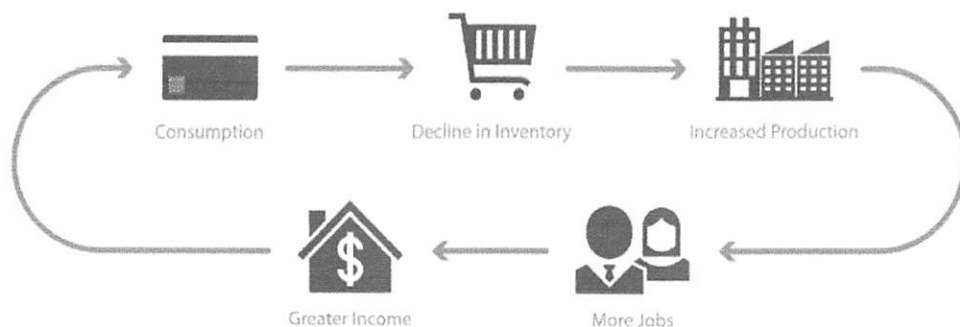 Consumption
Decline in Inventory
Increased Production
Greater Income
More Jobs